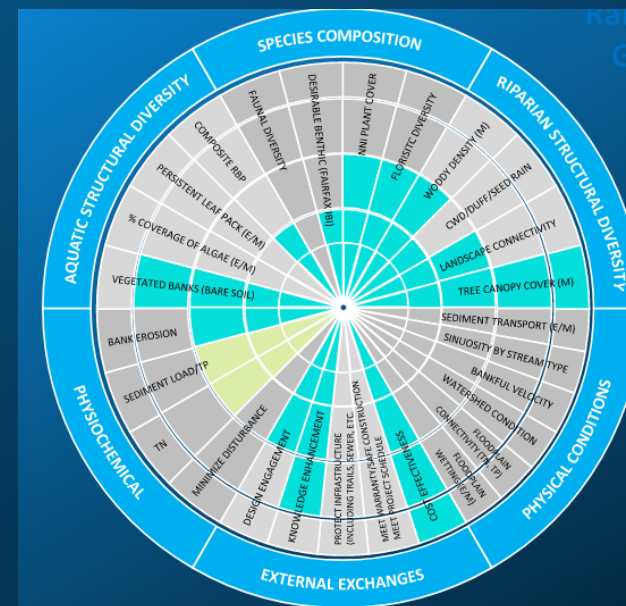 Ra
G
SPECIES COMPOSITION
RIPARIAN STRUCTURAL DIVERSITY
PHYSICAL CONDITIONS
EXTERNAL EXCHANGES
PHYSIOCHEMICAL
AQUATIC STRUCTURAL DIVERSITY
FAUNAL DIVERSITY
DESIRABLE BENTHIC (FAIRFAX IBI)
NNI PLANT COVER
FLORISITC DIVERSITY
WOODY DENSITY (M)
CWD/DUFF/SEED RAIN
LANDSCAPE CONNECTIVITY
TREE CANOPY COVER (M)
SEDIMENT TRANSPORT (E/M)
SINUOSITY BY STREAM TYPE
BANKFUL VELOCITY
WATERSHED CONDITION
FLOODPLAIN
CONNECTIVITY (TN, TP)
FLOODPLAIN
WETTING (E/M)
COST EFFECTIVENESS
MEET WARRANTY/SAFE CONSTRUCTION
MEET PROJECT SCHEDULE
PROTECT INFRASTRUCTURE
(INCLUDING TRAILS, SEWER, ETC.
KNOWLEDGE ENHANCEMENT
DESIGN ENGAGEMENT
MINIMIZE DISTURBANCE
TN
SEDIMENT LOAD/TP
BANK EROSION
VEGETATED BANKS (BARE SOIL)
% COVERAGE OF ALGAE (E/M)
PERSISTENT LEAF PACK (E/M)
COMPOSITE RBP